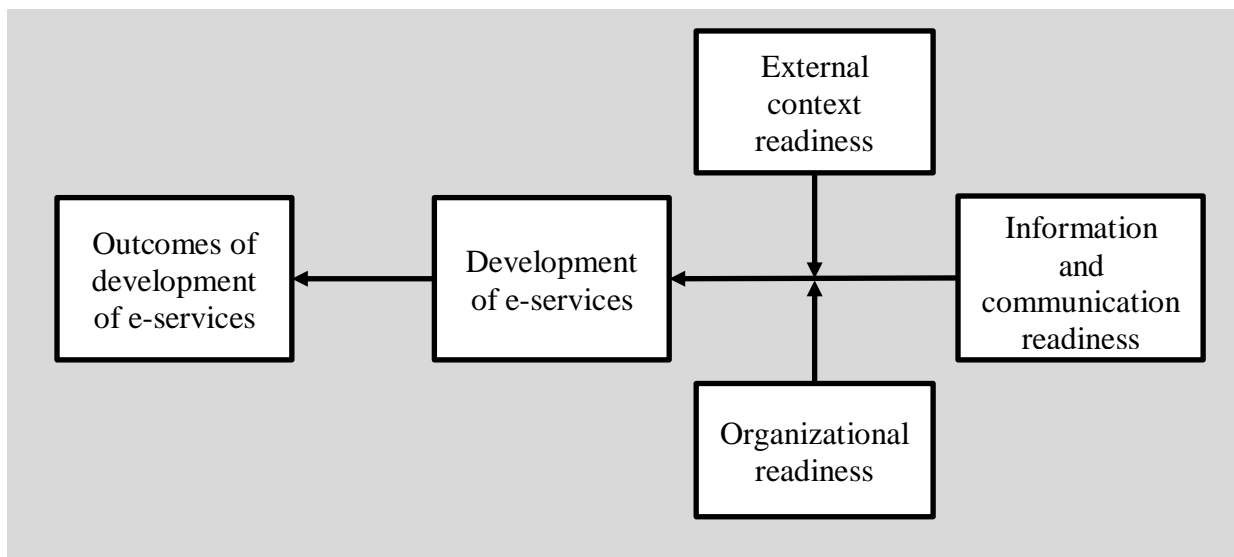 External
context
readiness
Outcomes of
development
of e-services
Development
of e-services
Information
and
communication
readiness
Organizational
readiness